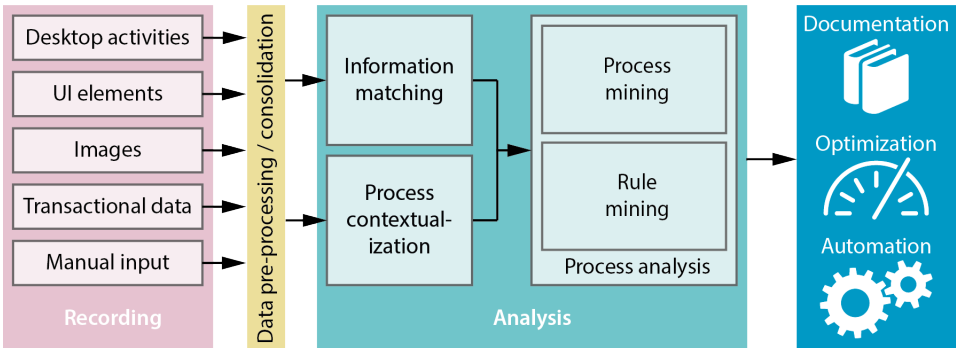 Desktop activities
UI elements
Images
Transactional data
Manual input
Recording
Data pre-processing / consolidation
Information
matching
Process
contextual-
ization
Process
mining
Rule
mining
Process analysis
Analysis
Documentation
Optimization
Automation